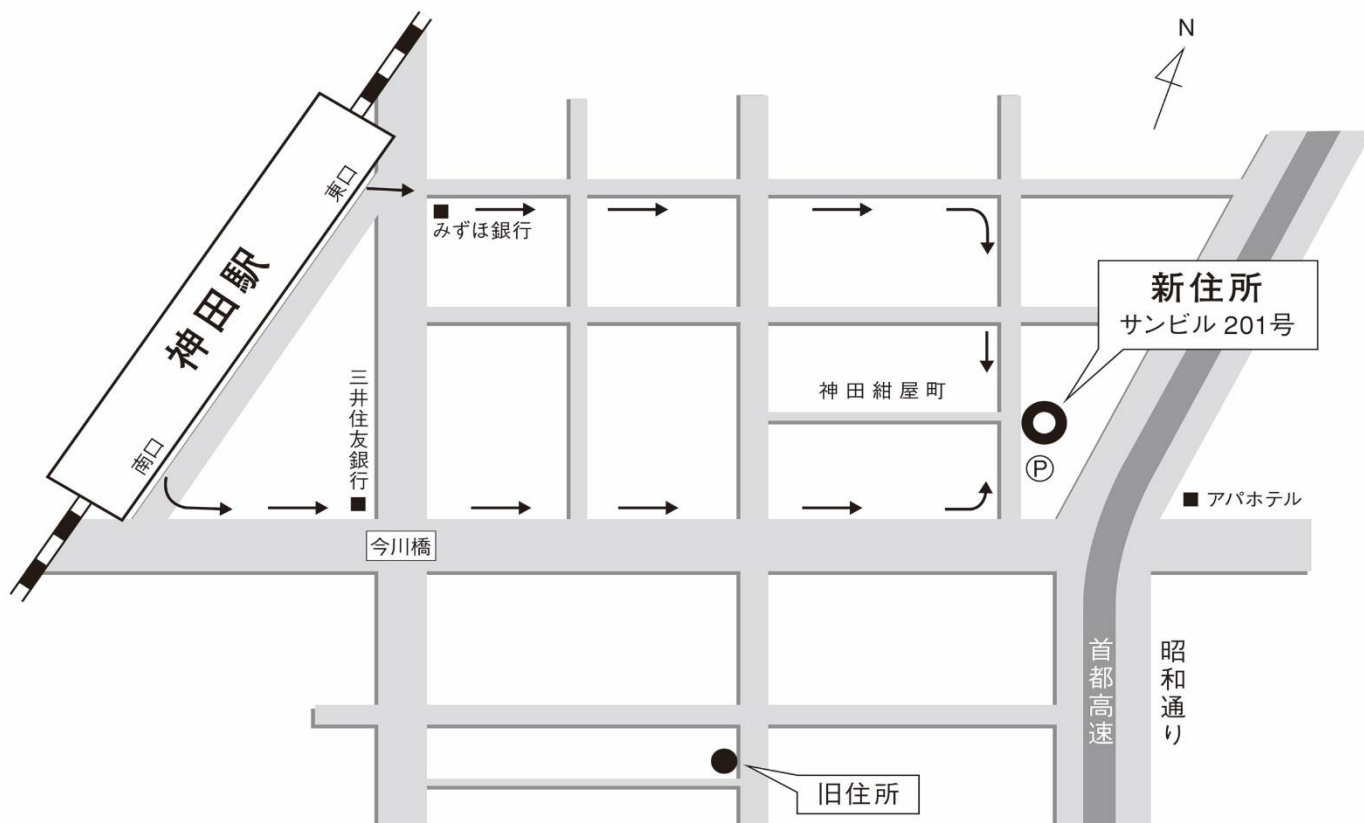 N
東口
みずほ銀行
神田駅
新住所
サンビル 201号
三井住友銀行
神田紺屋町
南口
P
アパホテル
今川橋
首都高速
昭和通り
旧住所